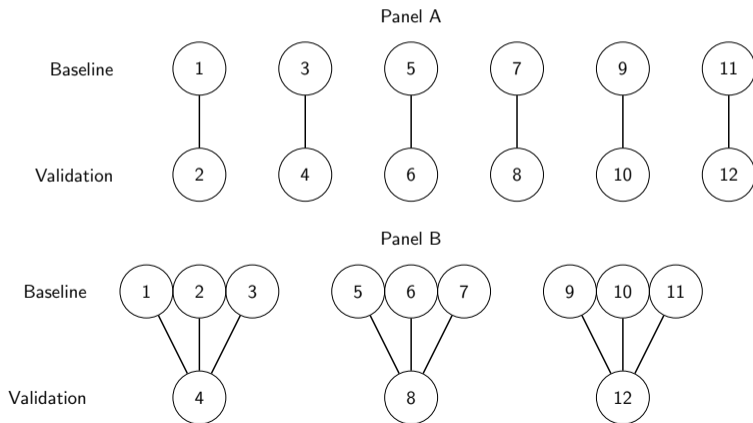 Panel A
Baseline 1 3 5 7 9 11
Validation 2 4 6 8 10 12
Panel B
Baseline 1 2 3 5 6 7 9 10 11
Validation 4 8 12